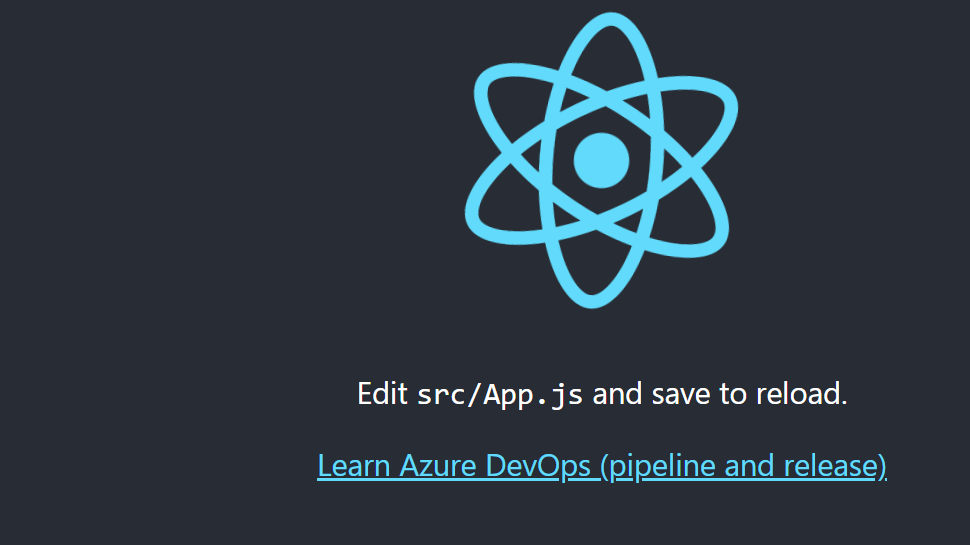 Edit src/App.js and save to reload.
Learn Azure DevOps (pipeline and release)